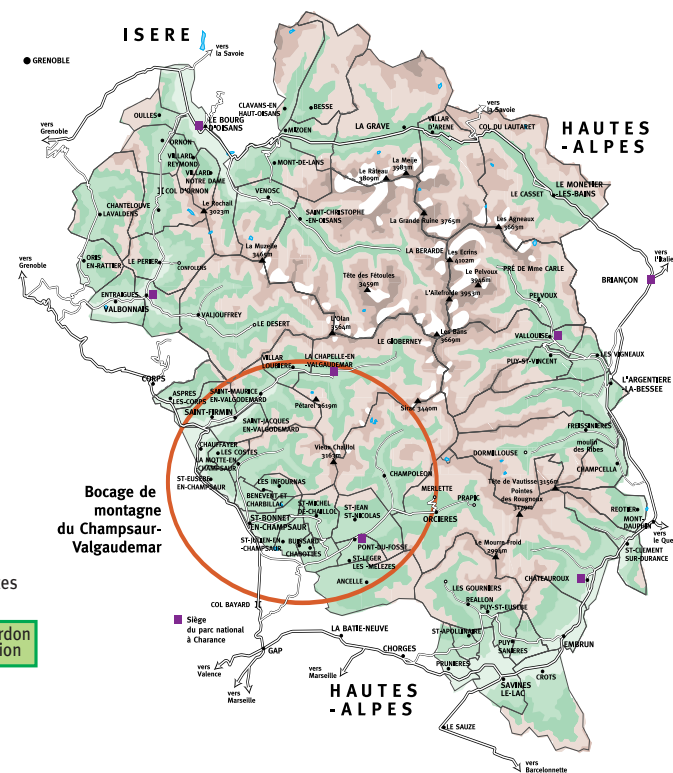 ISERE
vers
la Savoie
GRENOBLE
vers
Grenoble
OULLES
LE BOURG
D'OISANS
CLAVANS-EN
HAUT-OISANS
BESSE
MIZOEN
LA GRAVE
VILLAR
D'ARENE
vers
la Savoie
COL DU LAUTARET
HAUTES
-ALPES
ORNON
VILLARD
REYMOND
VILLARD
NOTRE DAME
MONT-DE-LANS
La Meije
3983m
Le Râteau
3809m
COL D'ORNON
VENOSC
LE CASSET
LE MONETIER
-LES-BAINS
CHANTELOUVE
LAVALDENS
Le Rochail
3023m
SAINT-CHRISTOPHE
-EN-OISANS
La Grande Ruine 3765m
Les Agneaux
3663m
ORIS
EN-RATTIER
LE PERIER
CONFOLENS
La Muzelle
3465m
LA BERARDE
Les Ecrins
4102m
vers
l'Italie
vers
Grenoble
Le Pelvoux
3946m
PRÉ DE Mme CARLE
Tête des Fétoules
3459m
BRIANÇON
ENTRAIGUES
VALBONNAIS
L'Ailefroide 3953m
PELVOUX
VALJOUFFREY
LE DESERT
L'Olan
3564m
Les Bans
3669m
VALLOUISE
LE GIOBERNEY
PUY-ST-VINCENT
LES VIGNEAUX
VILLAR
LOUBIERE
LA CHAPELLE-EN
-VALGAUDEMAR
CORPS
L'ARGENTIERE
-LA-BESSEE
ASPRES
LES-CORPS
SAINT-MAURICE
EN-VALGODEMARD
SAINT-FIRMIN
Pétarel 2619m
Sirac 3440m
SAINT-JACQUES
EN-VALGODEMARD
FREISSINIERES
CHAUFFAYER
LES COSTES
LA MOTTE-EN
CHAMPSAUR
Vieux Chaillol
3163m
DORMILLOUSE
moulin
des Ribes
CHAMPCELLA
ST-EUSEBE
EN-CHAMPSAUR
CHAMPOLEON
Tête de Vautisse 3156m
LES INFOURNAS
BENEVENT ET
CHARBILLAC
MERLETTE
Pointes
des Rougnoux
3179m
Bocage de
montagne
du Champsaur-
Valgaudemar
PRAPIC
ST-MICHEL
DE-CHAILLOL
ST-JEAN
ST-NICOLAS
ORCIERES
REOTIER
MONT-
DAUPHIN
ST-BONNET
EN-CHAMPSAUR
ST-JULIEN-EN
CHAMPSAUR
BUISSARD
CHABOTTES
PONT-DU-FOSSE
vers
le Que
Le Mourre Froid
2994m
ST-CLEMENT
SUR-DURANCE
ST-LEGER
LES -MELEZES
ANCELLE
CHÂTEAUROUX
LES GOURNIERS
REALLON
PUY-ST-EUSEBE
COL BAYARD
Siège
du parc national
à Charance
LA BATIE-NEUVE
ST-APOLLINAIRE
PUY
SANIERES
EMBRUN
GAP
CHORGES
PRUNIERES
CROTS
vers
Valence
vers
Marseille
vers
Marseille
HAUTES
-ALPES
SAVINES
LE-LAC
LE SAUZE
vers
Barcelonnette
tes
rdon
ion